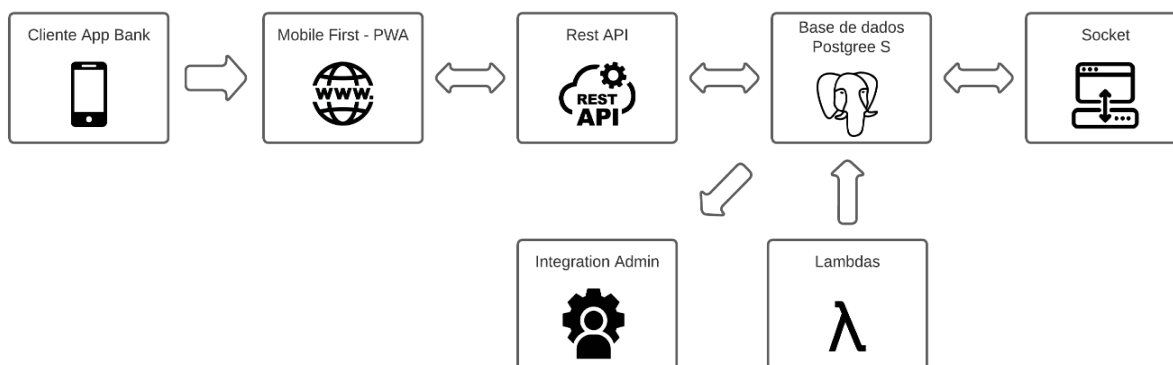 Cliente App Bank
Mobile First - PWA
WWW.
Rest API
REST
API
Base de dados
Postgree S
Socket
Integration Admin
Lambdas
λ